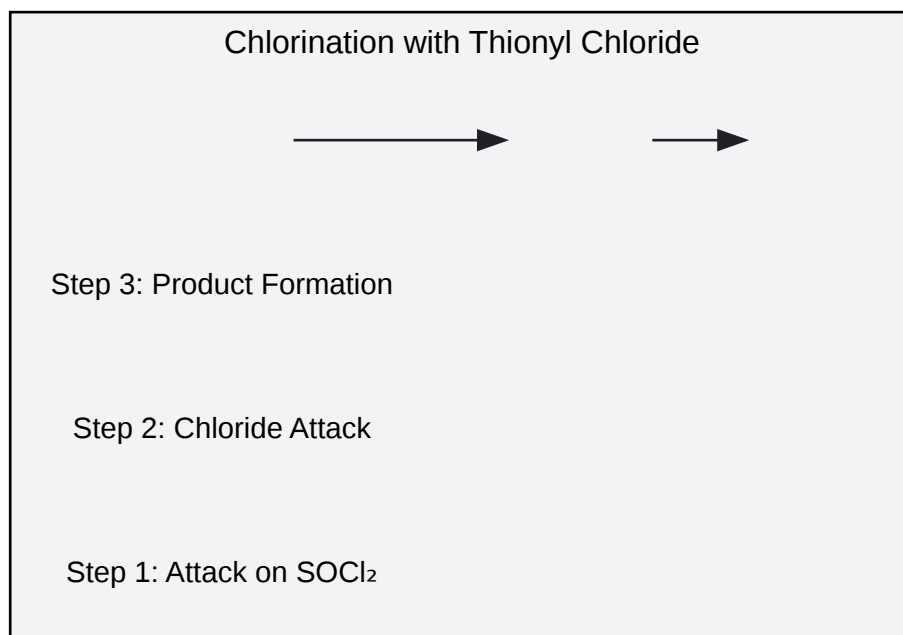 Chlorination with Thionyl Chloride
Step 3: Product Formation
Step 2: Chloride Attack
Step 1: Attack on SOCl₂